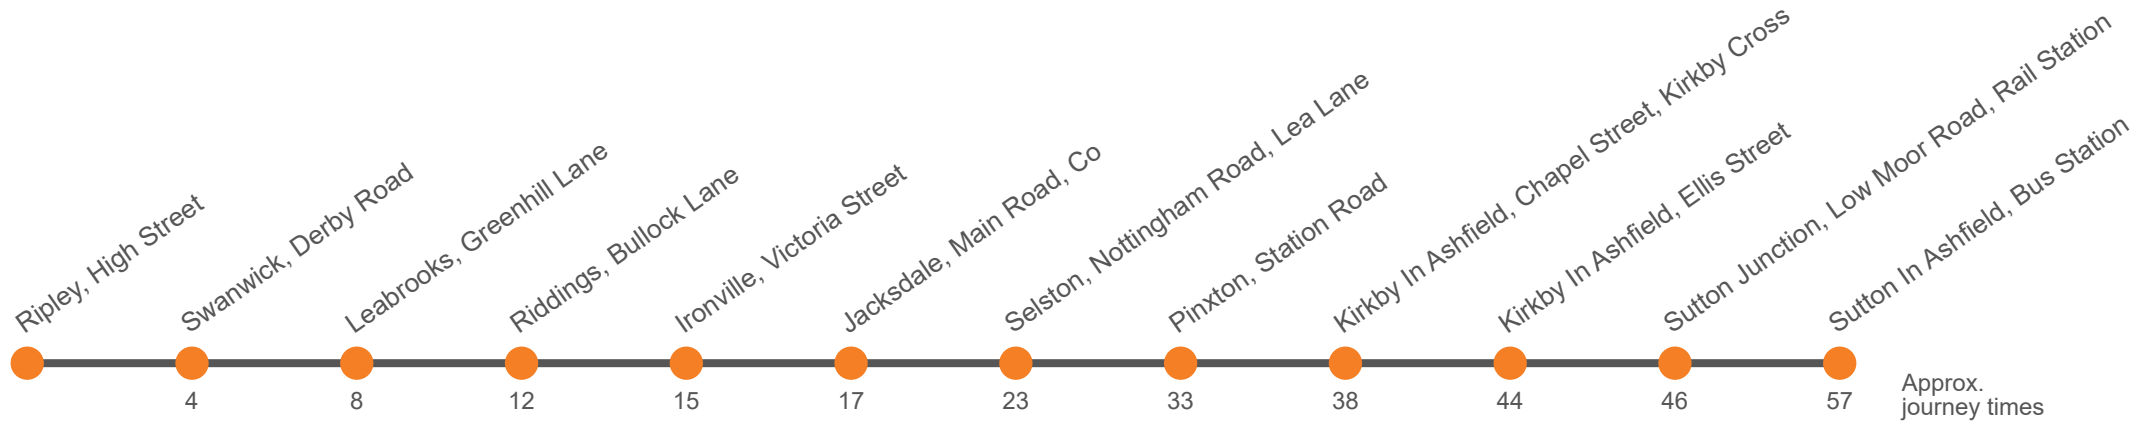 Ripley, High Street
Swanwick, Derby Road
Leabrooks, Greenhill Lane
Riddings, Bullock Lane
Ironville, Victoria Street
Jacksdale, Main Road, Co
Selston, Nottingham Road, Lea Lane
Pinxton, Station Road
Kirkby In Ashfield, Chapel Street, Kirkby Cross
Kirkby In Ashfield, Ellis Street
Sutton Junction, Low Moor Road, Rail Station
Sutton In Ashfield, Bus Station
4
8
12
15
17
23
33
38
44
46
57
Approx.
journey times